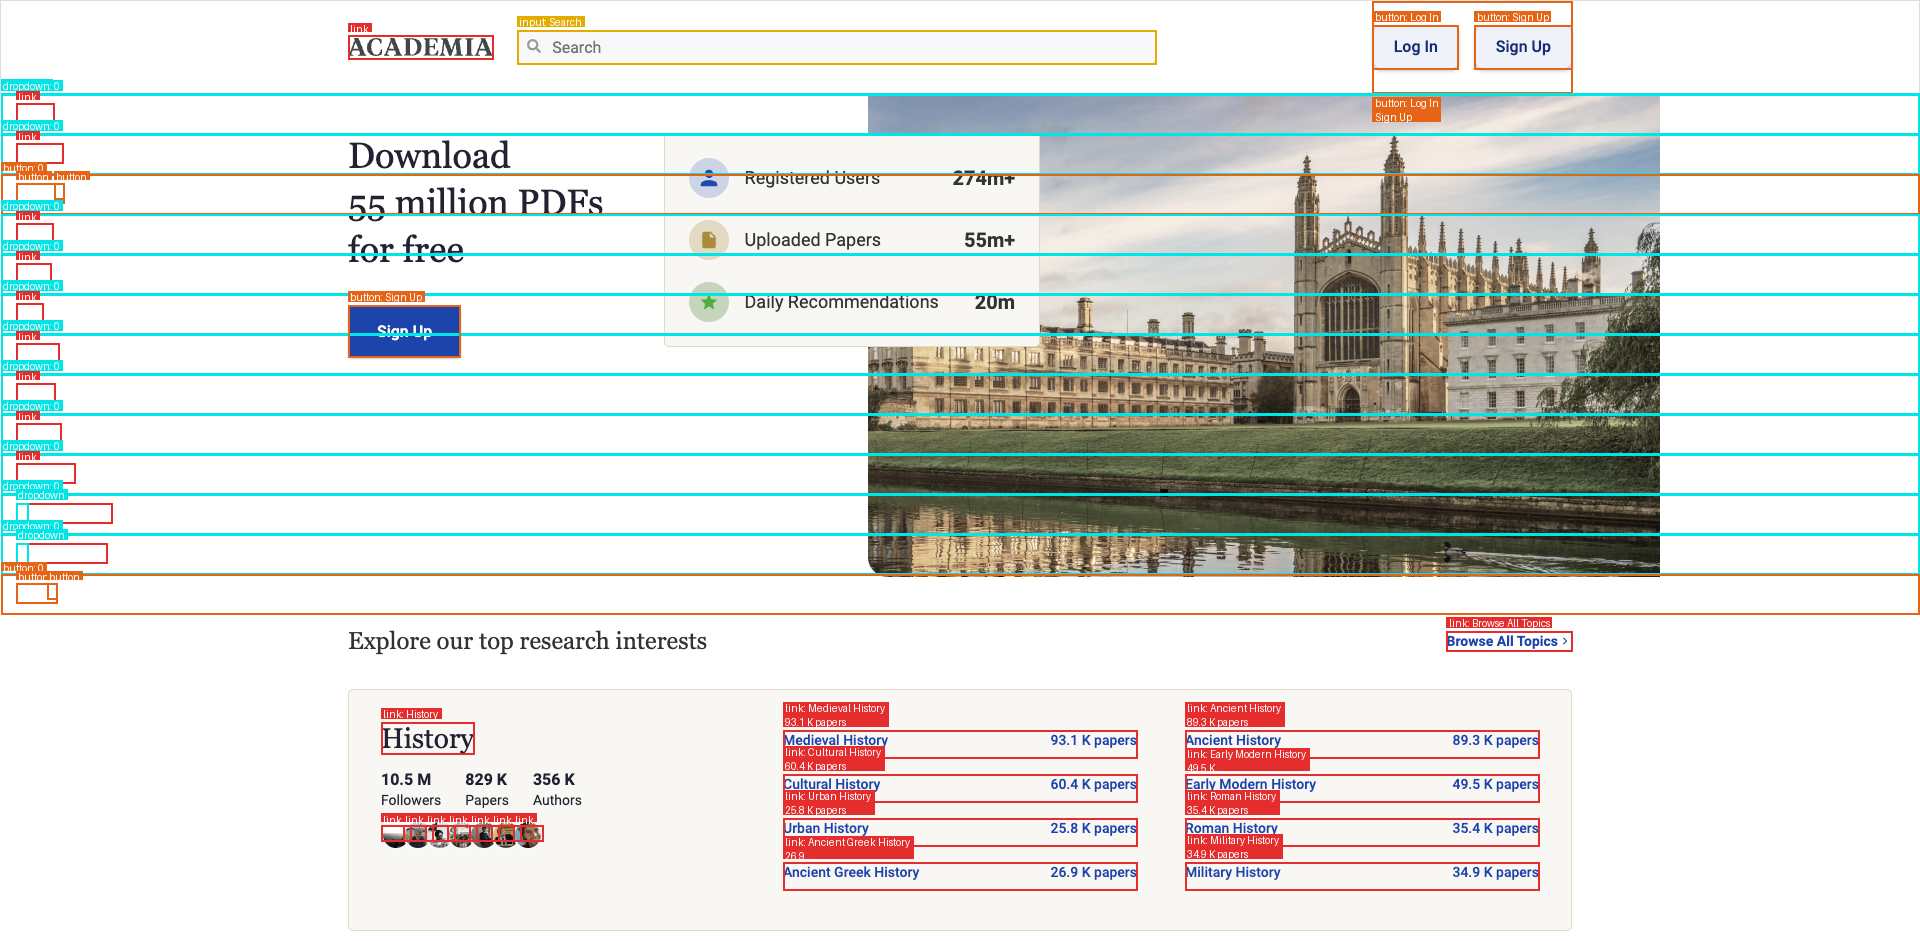 link
ACADEMIA
input: Search
Search
button: Log In
button: Sign Up
Log In
Sign Up
button: Log In
Sign Up
dropdown: 0
link
dropdown: 0
link
button: 0
button
button
dropdown: 0
link
dropdown: 0
link
dropdown: 0
link
dropdown: 0
link
dropdown: 0
link
dropdown: 0
link
dropdown: 0
link
dropdown: 0
dropdown
dropdown: 0
dropdown
button: 0
button
button
Download
55 million PDFs
for free
button: Sign Up
Sign Up
Registered Users 274m+
Uploaded Papers 55m+
Daily Recommendations 20m
Explore our top research interests
link: Browse All Topics
Browse All Topics >
link: History
History
10.5 M 829 K 356 K
Followers Papers Authors
link link link link link link link
link: Medieval History
93.1 K papers
Medieval History 93.1 K papers
link: Cultural History
60.4 K papers
Cultural History 60.4 K papers
link: Urban History
25.8 K papers
Urban History 25.8 K papers
link: Ancient Greek History
26.9
Ancient Greek History 26.9 K papers
link: Ancient History
89.3 K papers
Ancient History 89.3 K papers
link: Early Modern History
49.5 K
Early Modern History 49.5 K papers
link: Roman History
35.4 K papers
Roman History 35.4 K papers
link: Military History
34.9 K papers
Military History 34.9 K papers